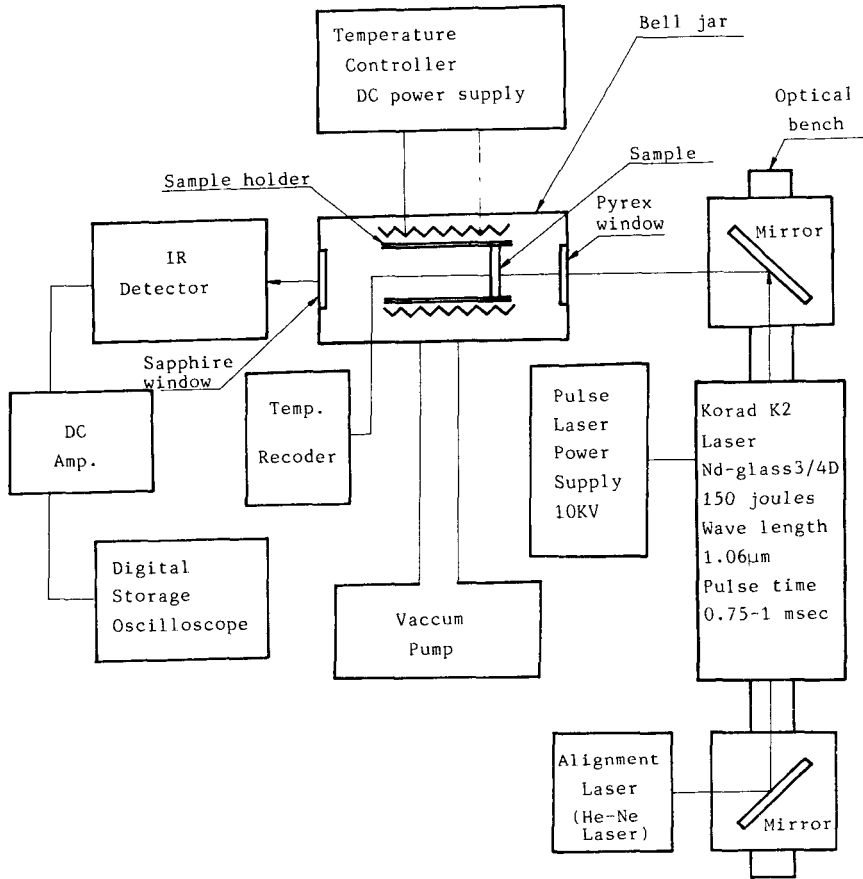 Temperature
Controller
DC power supply
Bell jar
Optical
bench
Sample holder
Sample
Pyrex
window
Mirror
IR
Detector
Sapphire
window
DC
Amp.
Temp.
Recoder
Pulse
Laser
Power
Supply
10KV
Korad K2
Laser
Nd-glass3/4D
150 joules
Wave length
1.06μm
Pulse time
0.75~1 msec
Digital
Storage
Oscilloscope
Vaccum
Pump
Alignment
Laser
(He-Ne
Laser)
Mirror